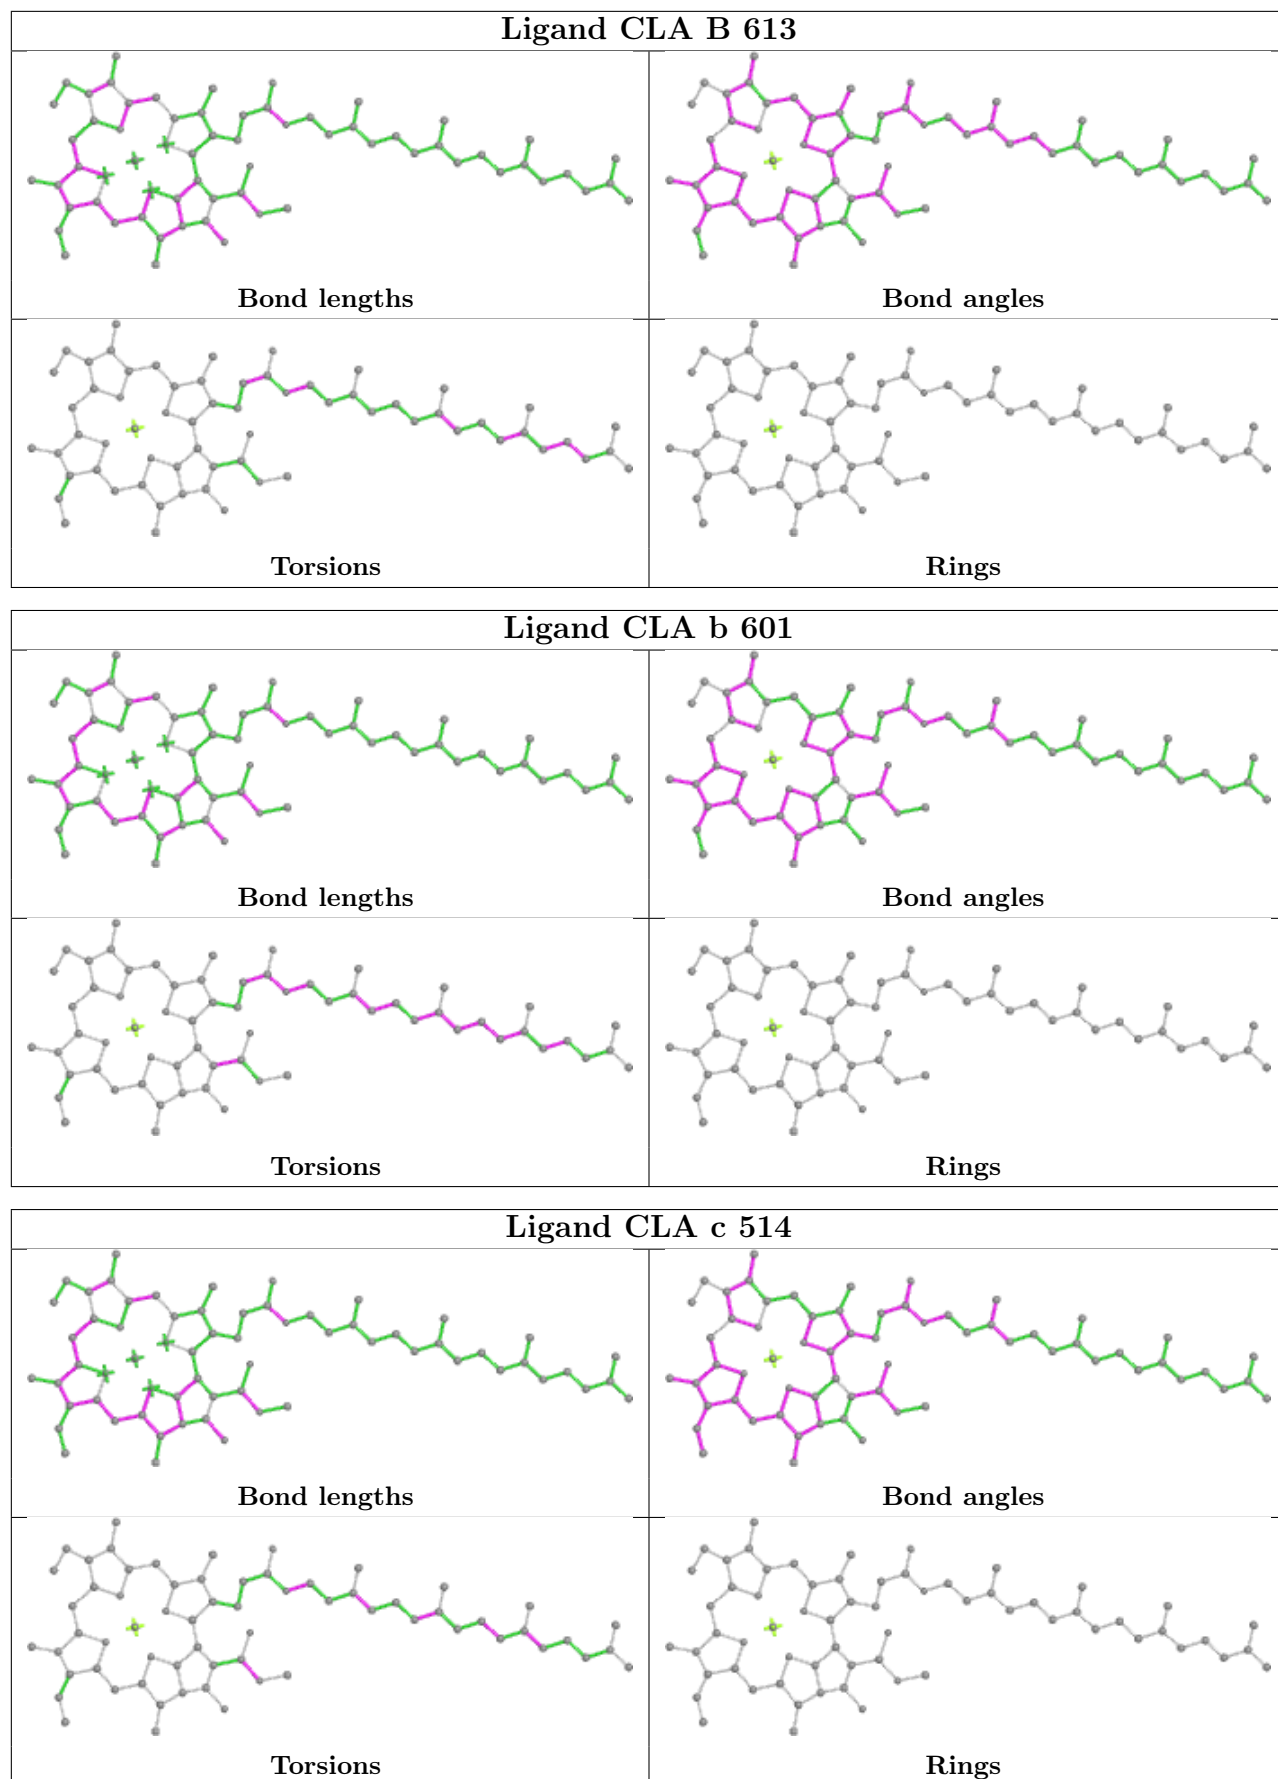 Ligand CLA B 613
Bond lengths
Bond angles
Torsions
Rings
Ligand CLA b 601
Bond lengths
Bond angles
Torsions
Rings
Ligand CLA c 514
Bond lengths
Bond angles
Torsions
Rings